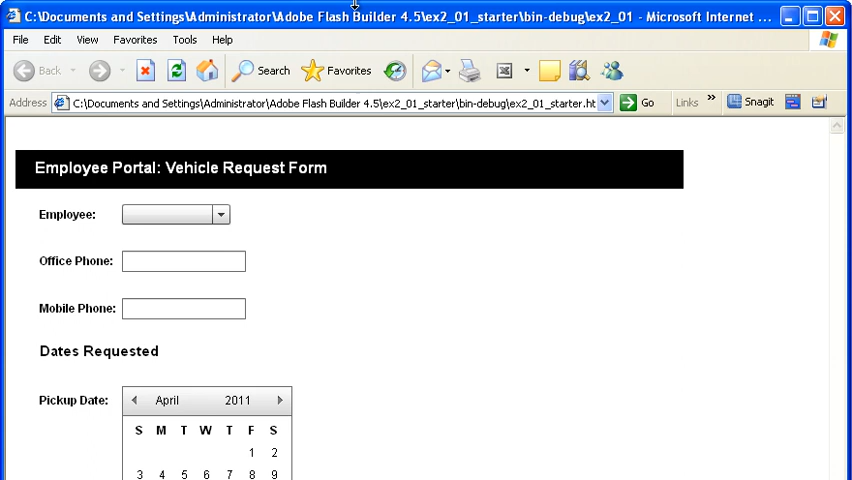 C:\Documents and Settings\Administrator\Adobe Flash Builder 4.5\ex2_01_starter\bin-debug\ex2_01 - Microsoft Internet ...
File Edit View Favorites Tools Help
Back Search Favorites
Address C:\Documents and Settings\Administrator\Adobe Flash Builder 4.5\ex2_01_starter\bin-debug\ex2_01_starter.ht Go Links » Snagit
Employee Portal: Vehicle Request Form
Employee:
Office Phone:
Mobile Phone:
Dates Requested
Pickup Date: April 2011
S M T W T F S
1 2
3 4 5 6 7 8 9